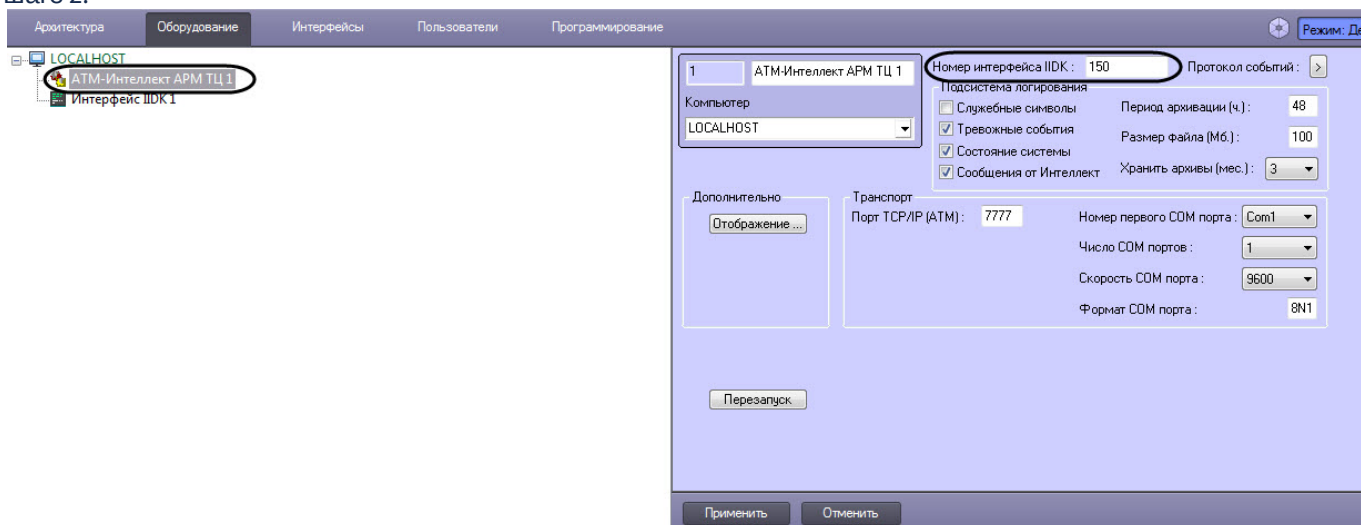 шаге 2.
Архитектура Оборудование Интерфейсы Пользователи Программирование
Режим: Де
LOCALHOST
АТМ-Интеллект АРМ ТЦ 1
Интерфейс IIDK 1
1 АТМ-Интеллект АРМ ТЦ 1
Компьютер
LOCALHOST
Номер интерфейса IIDK : 150 Протокол событий : >
Подсистема логирования
Служебные символы Период архивации (ч.) : 48
Тревожные события Размер файла (Мб.) : 100
Состояние системы
Сообщения от Интеллект Хранить архивы (мес.) : 3
Дополнительно
Отображение ...
Транспорт
Порт TCP/IP (ATM) : 7777 Номер первого COM порта : Com1
Число COM портов : 1
Скорость COM порта : 9600
Формат COM порта : 8N1
Перезапуск
Применить Отменить